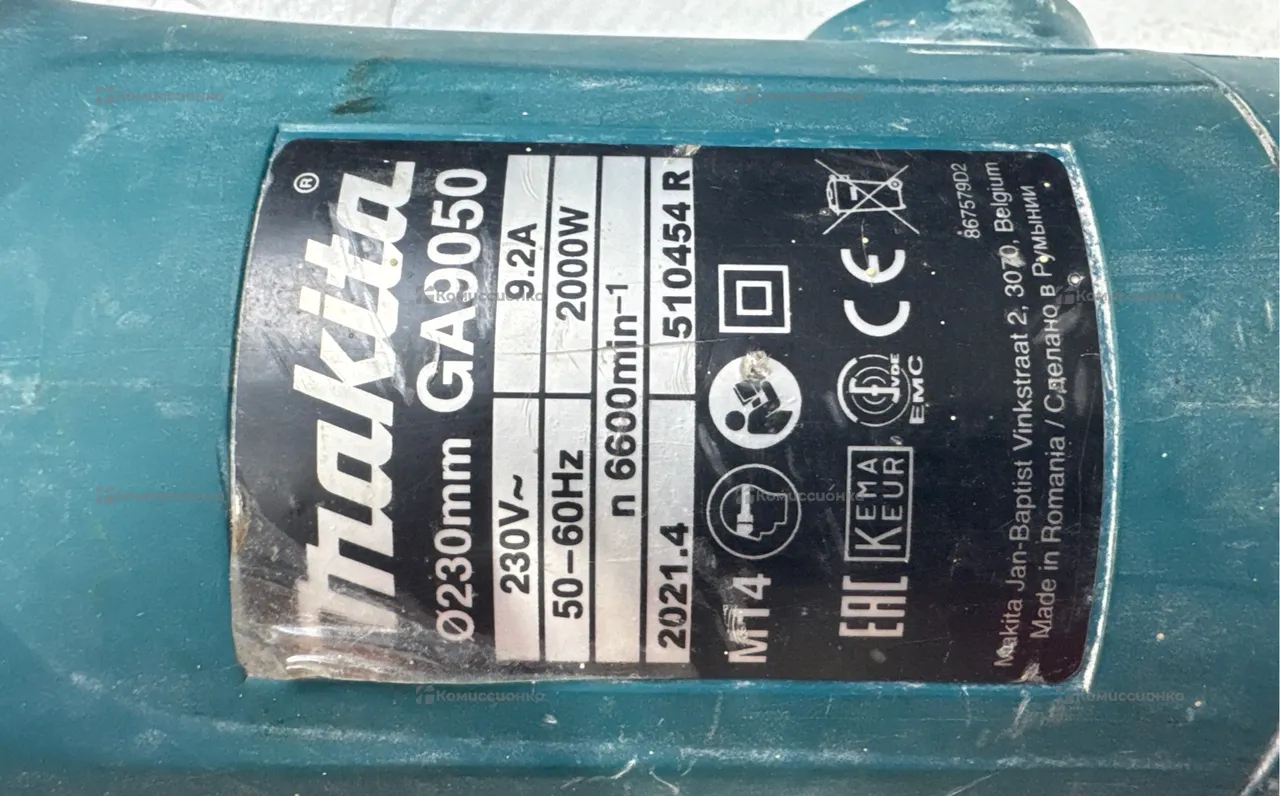 makita®
Ø230mm GA9050
230V~ 9.2A
50–60Hz 2000W
n 6600min–1
2021.4 510454 R
M14
EAC KEMA KEUR VDE EMC CE
867579D2
Makita Jan-Baptist Vinkstraat 2, 3070, Belgium
Made in Romania / Сделано в Румынии
Комиссионка
Комиссионка
Комиссионка
Комиссионка
Комиссионка
Комиссионка
Комиссионка
Комиссионка